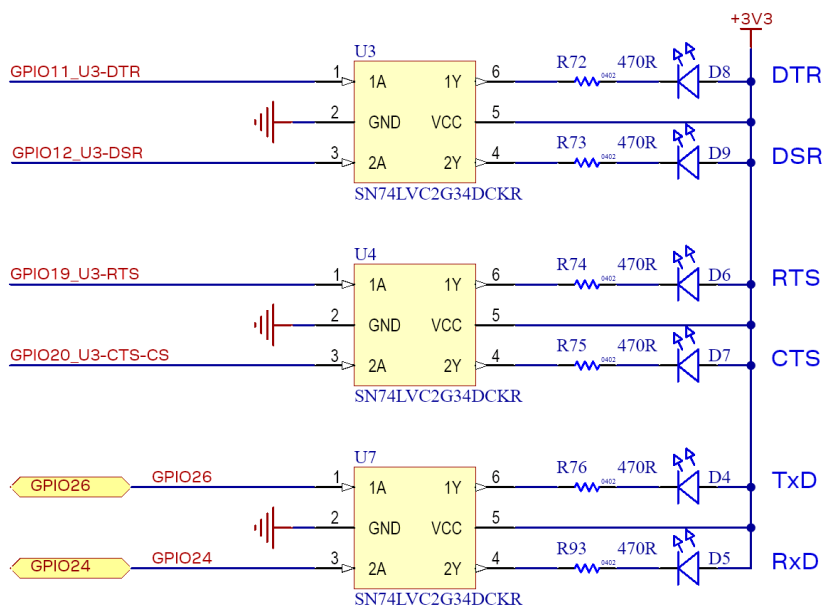 +3V3
U3
GPIO11_U3-DTR 1 1A 1Y 6 R72 470R 0402 D8 DTR
2 GND VCC 5
GPIO12_U3-DSR 3 2A 2Y 4 R73 470R 0402 D9 DSR
SN74LVC2G34DCKR
U4
GPIO19_U3-RTS 1 1A 1Y 6 R74 470R 0402 D6 RTS
2 GND VCC 5
GPIO20_U3-CTS-CS 3 2A 2Y 4 R75 470R 0402 D7 CTS
SN74LVC2G34DCKR
U7
GPIO26 GPIO26 1 1A 1Y 6 R76 470R 0402 D4 TxD
2 GND VCC 5
GPIO24 GPIO24 3 2A 2Y 4 R93 470R 0402 D5 RxD
SN74LVC2G34DCKR